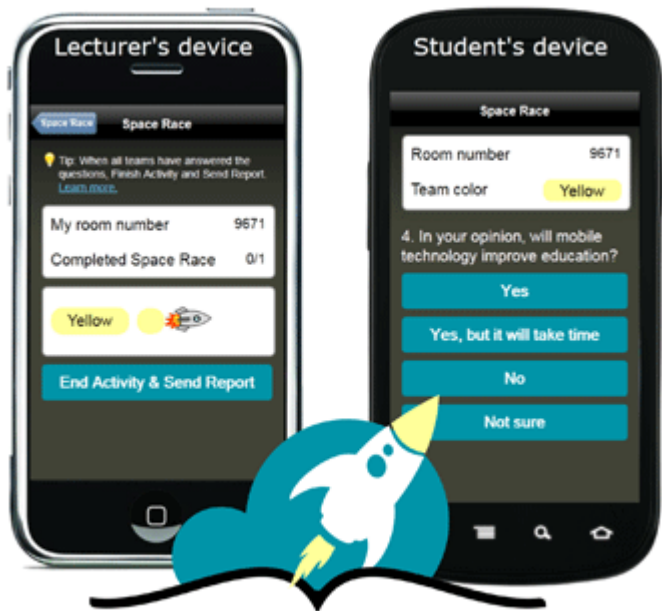 Lecturer's device
Space Race
Space Race
Tip: When all teams have answered the
questions, Finish Activity and Send Report.
Learn more.
My room number 9671
Completed Space Race 0/1
Yellow
End Activity & Send Report
Student's device
Space Race
Room number 9671
Team color Yellow
4. In your opinion, will mobile
technology improve education?
Yes
Yes, but it will take time
No
Not sure